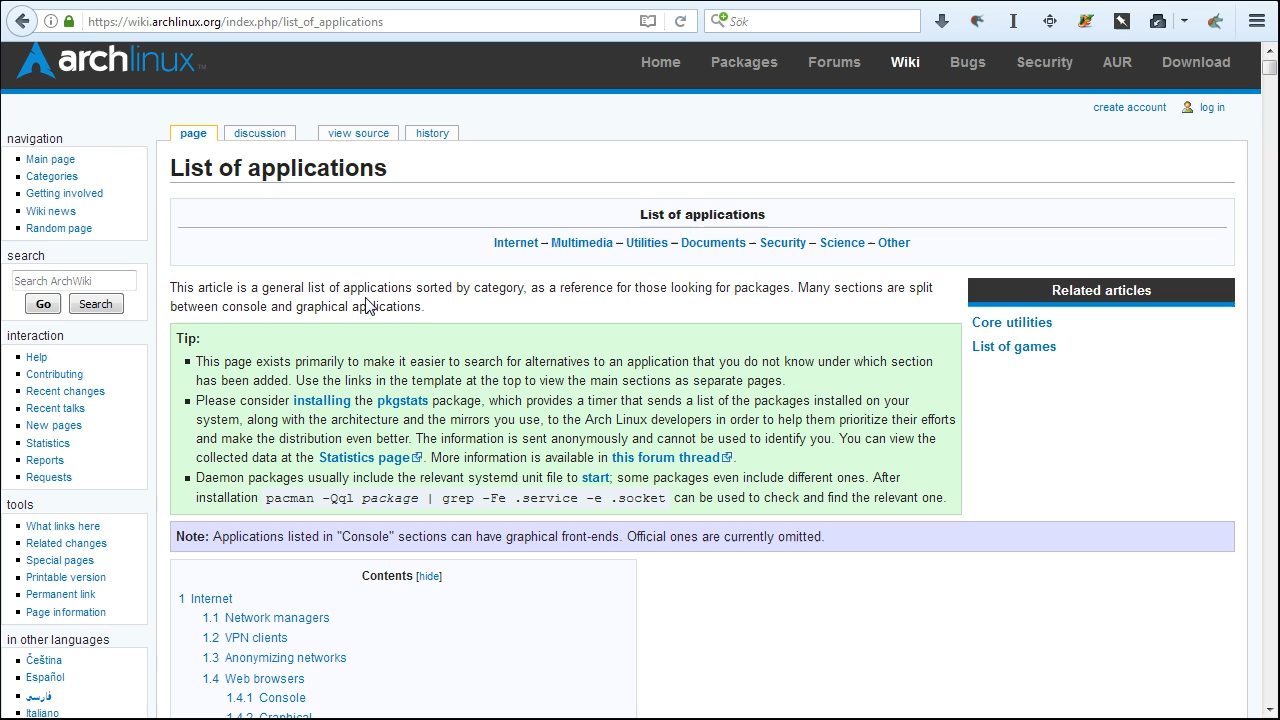 https://wiki.archlinux.org/index.php/list_of_applications
Sök
archlinux™
Home Packages Forums Wiki Bugs Security AUR Download
create account log in
page discussion view source history
navigation
Main page
Categories
Getting involved
Wiki news
Random page
search
Search ArchWiki
Go Search
interaction
Help
Contributing
Recent changes
Recent talks
New pages
Statistics
Reports
Requests
tools
What links here
Related changes
Special pages
Printable version
Permanent link
Page information
in other languages
Čeština
Español
فارسی
Italiano
List of applications
List of applications
Internet – Multimedia – Utilities – Documents – Security – Science – Other
This article is a general list of applications sorted by category, as a reference for those looking for packages. Many sections are split
between console and graphical applications.
Related articles
Core utilities
List of games
Tip:
This page exists primarily to make it easier to search for alternatives to an application that you do not know under which section
has been added. Use the links in the template at the top to view the main sections as separate pages.
Please consider installing the pkgstats package, which provides a timer that sends a list of the packages installed on your
system, along with the architecture and the mirrors you use, to the Arch Linux developers in order to help them prioritize their efforts
and make the distribution even better. The information is sent anonymously and cannot be used to identify you. You can view the
collected data at the Statistics page. More information is available in this forum thread.
Daemon packages usually include the relevant systemd unit file to start; some packages even include different ones. After
installation pacman -Qql package | grep -Fe .service -e .socket can be used to check and find the relevant one.
Note: Applications listed in "Console" sections can have graphical front-ends. Official ones are currently omitted.
Contents [hide]
1 Internet
1.1 Network managers
1.2 VPN clients
1.3 Anonymizing networks
1.4 Web browsers
1.4.1 Console
1.4.2 Graphical